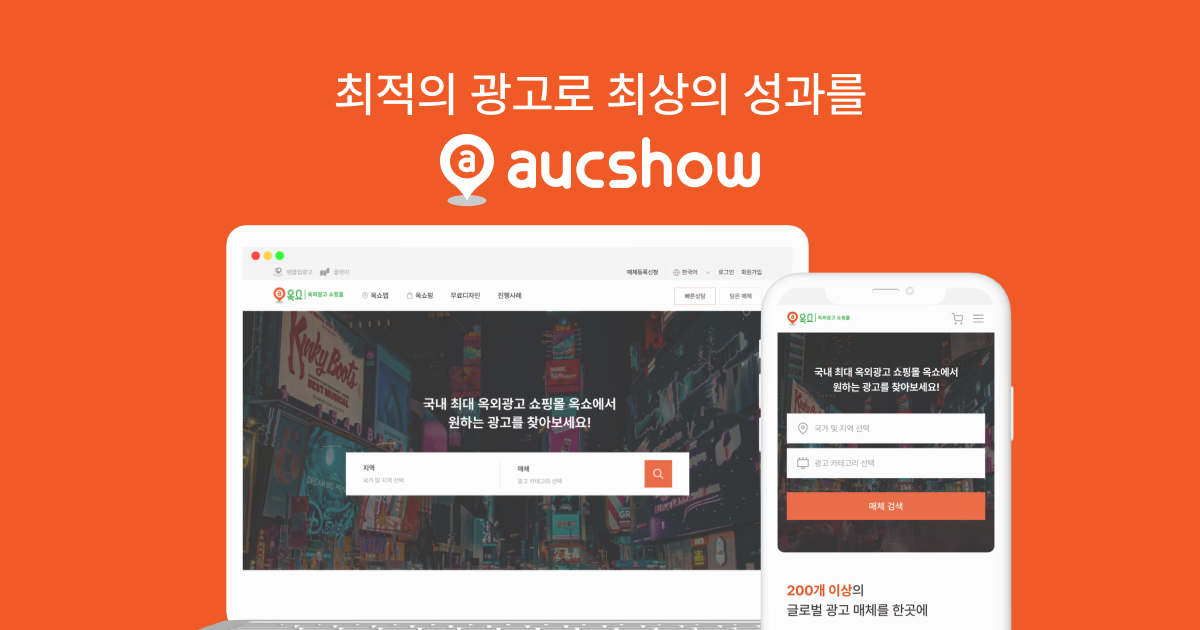 최적의 광고로 최상의 성과를
a aucshow
매체등록신청 한국어 로그인 회원가입
a 옥쇼 옥외광고 쇼핑몰 옥쇼맵 옥쇼핑 무료디자인 진행사례 빠른상담 담은 매체
Kinky Boots
BEST MUSICAL
국내 최대 옥외광고 쇼핑몰 옥쇼에서
원하는 광고를 찾아보세요!
지역 매체
국가 및 지역 선택 광고 카테고리 선택
a 옥쇼 옥외광고 쇼핑몰
국내 최대 옥외광고 쇼핑몰 옥쇼에서
원하는 광고를 찾아보세요!
국가 및 지역 선택
광고 카테고리 선택
매체 검색
200개 이상의
글로벌 광고 매체를 한곳에